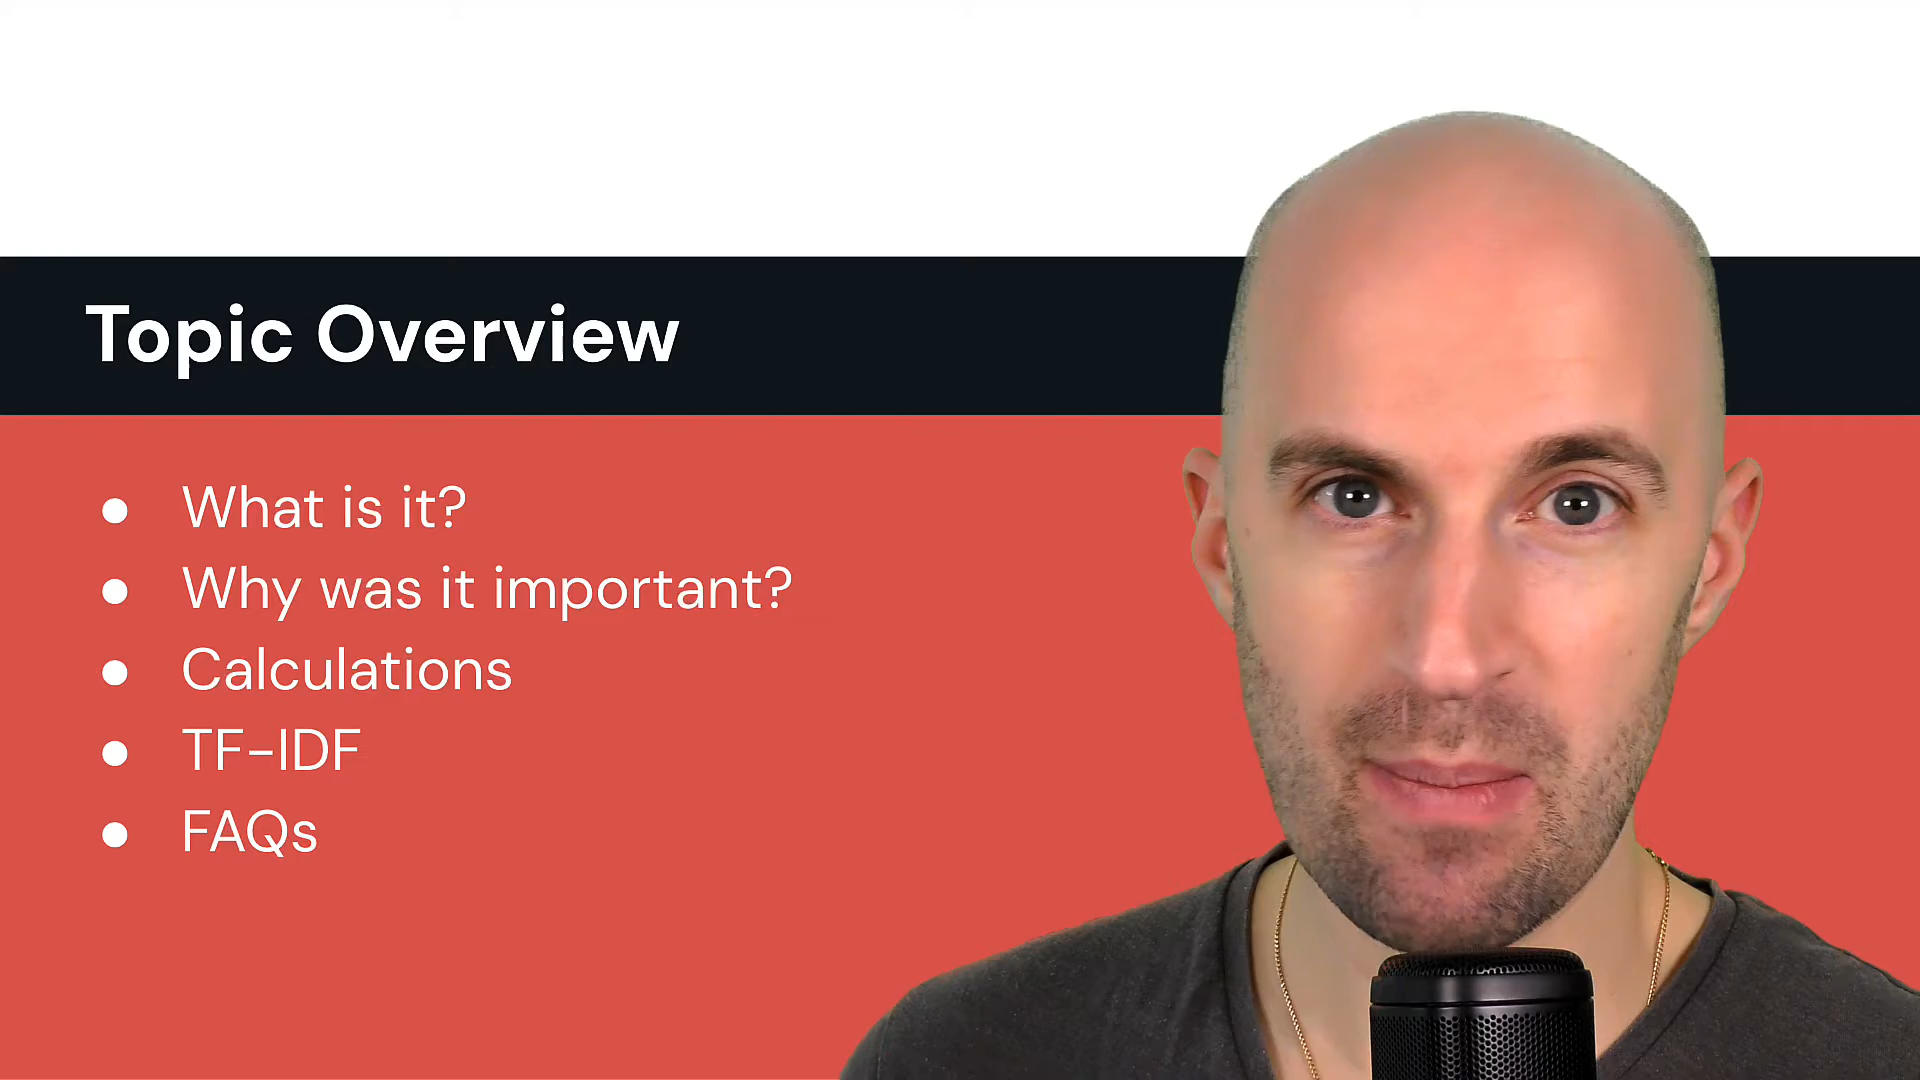 Topic Overview
● What is it?
● Why was it important?
● Calculations
● TF-IDF
● FAQs